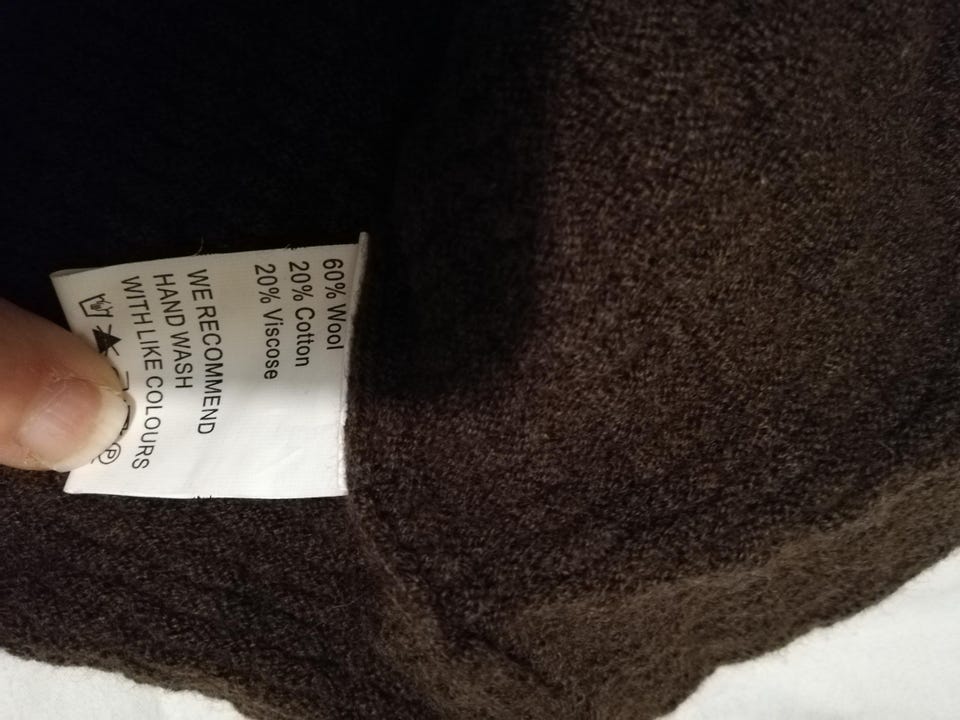 60% Wool
20% Cotton
20% Viscose
WE RECOMMEND
HAND WASH
WITH LIKE COLOURS
P